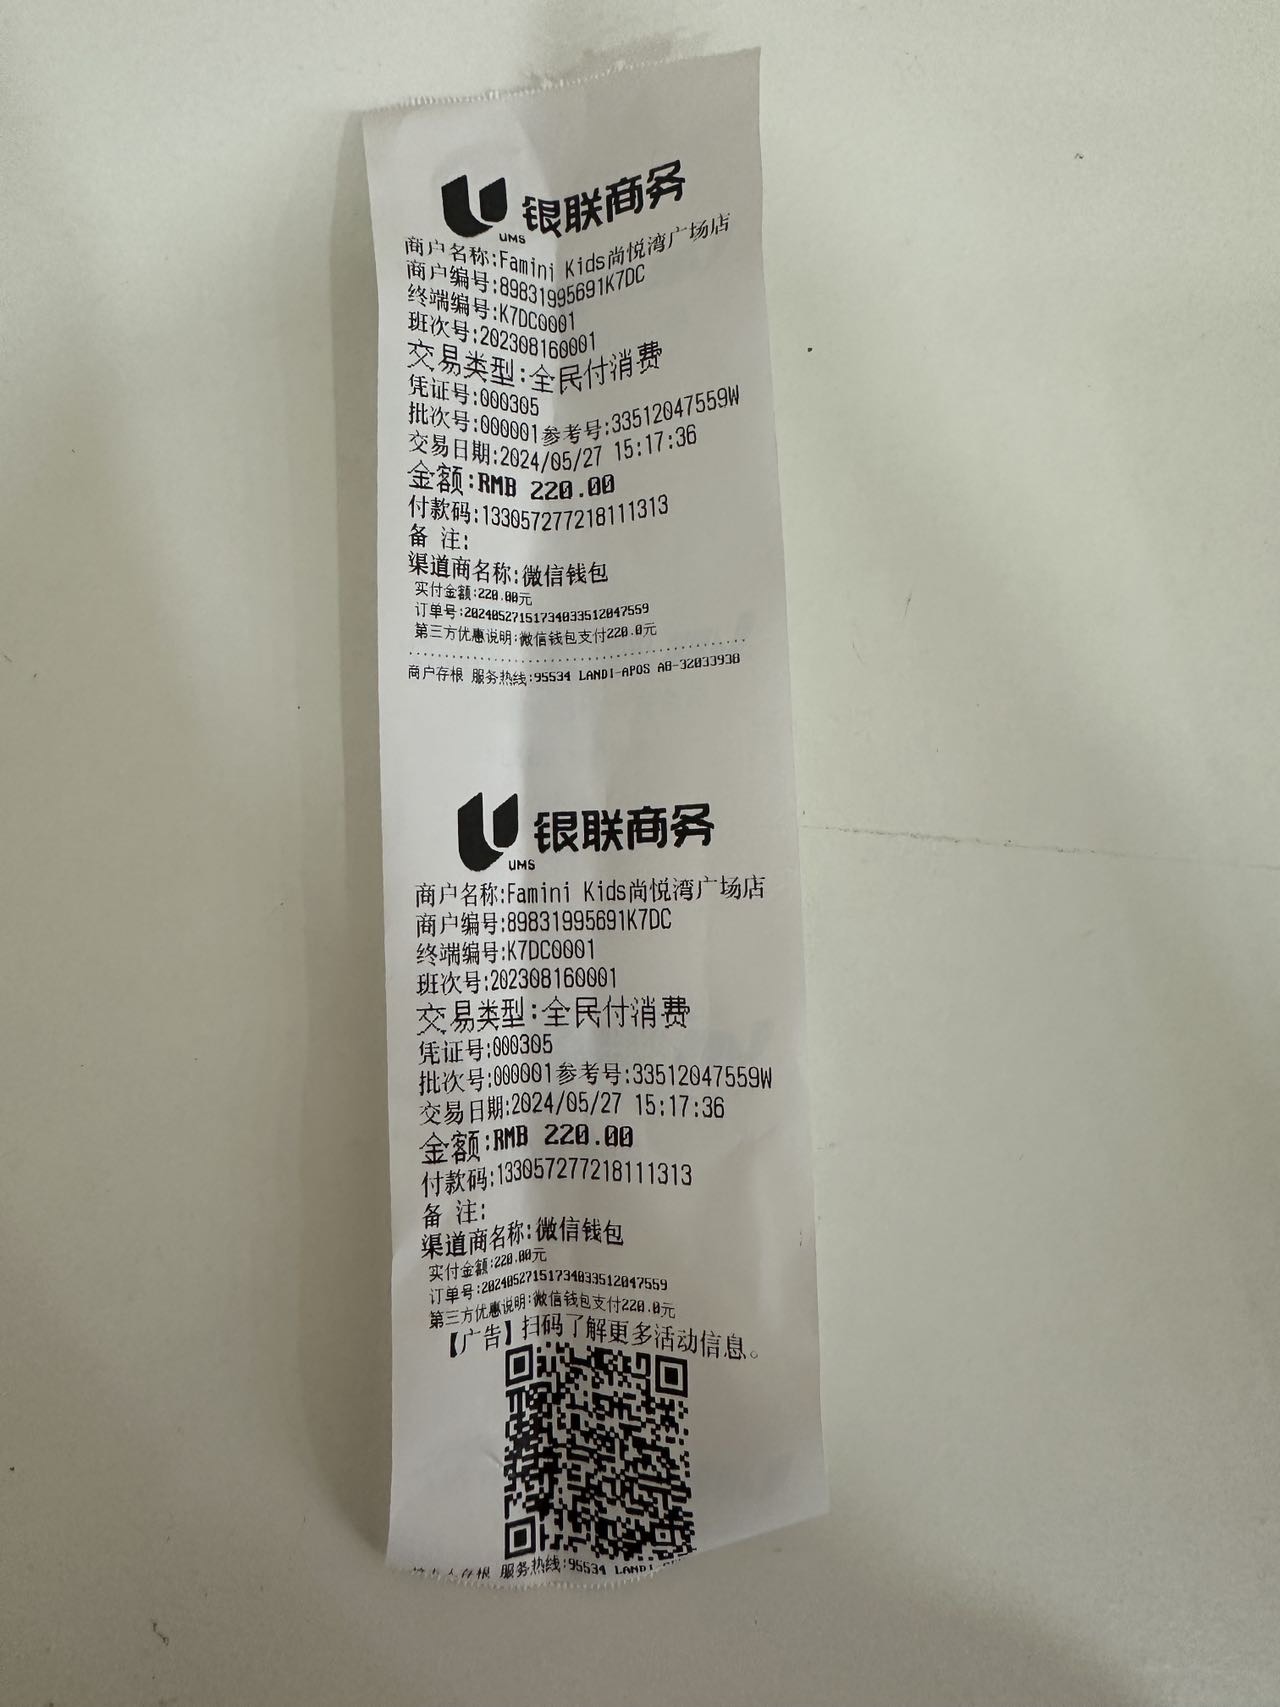 银联商务
UMS
商户名称:Famini Kids尚悦湾广场店
商户编号:89831995691K7DC
终端编号:K7DC0001
班次号:202308160001
交易类型:全民付消费
凭证号:000305
批次号:000001参考号:33512047559W
交易日期:2024/05/27 15:17:36
金额:RMB 220.00
付款码:133057277218111313
备 注:
渠道商名称:微信钱包
实付金额:220.00元
订单号:20240527151734033512047559
第三方优惠说明:微信钱包支付220.0元
商户存根 服务热线:95534 LANDI-APOS AB-32033938
银联商务
UMS
商户名称:Famini Kids尚悦湾广场店
商户编号:89831995691K7DC
终端编号:K7DC0001
班次号:202308160001
交易类型:全民付消费
凭证号:000305
批次号:000001参考号:33512047559W
交易日期:2024/05/27 15:17:36
金额:RMB 220.00
付款码:133057277218111313
备 注:
渠道商名称:微信钱包
实付金额:220.00元
订单号:20240527151734033512047559
第三方优惠说明:微信钱包支付220.0元
【广告】扫码了解更多活动信息。
存根 服务热线:95534 LANDI